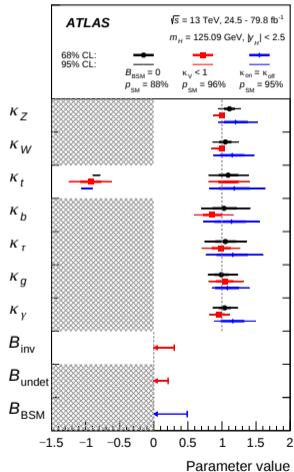 ATLAS √s = 13 TeV, 24.5 - 79.8 fb⁻¹
m_H = 125.09 GeV, |y_H| < 2.5
68% CL:
95% CL:
B_BSM = 0 κ_V < 1 κ_on = κ_off
p_SM = 88% p_SM = 96% p_SM = 95%
κ_Z
κ_W
κ_t
κ_b
κ_τ
κ_g
κ_γ
B_inv
B_undet
B_BSM
−1.5 −1 −0.5 0 0.5 1 1.5 2
Parameter value